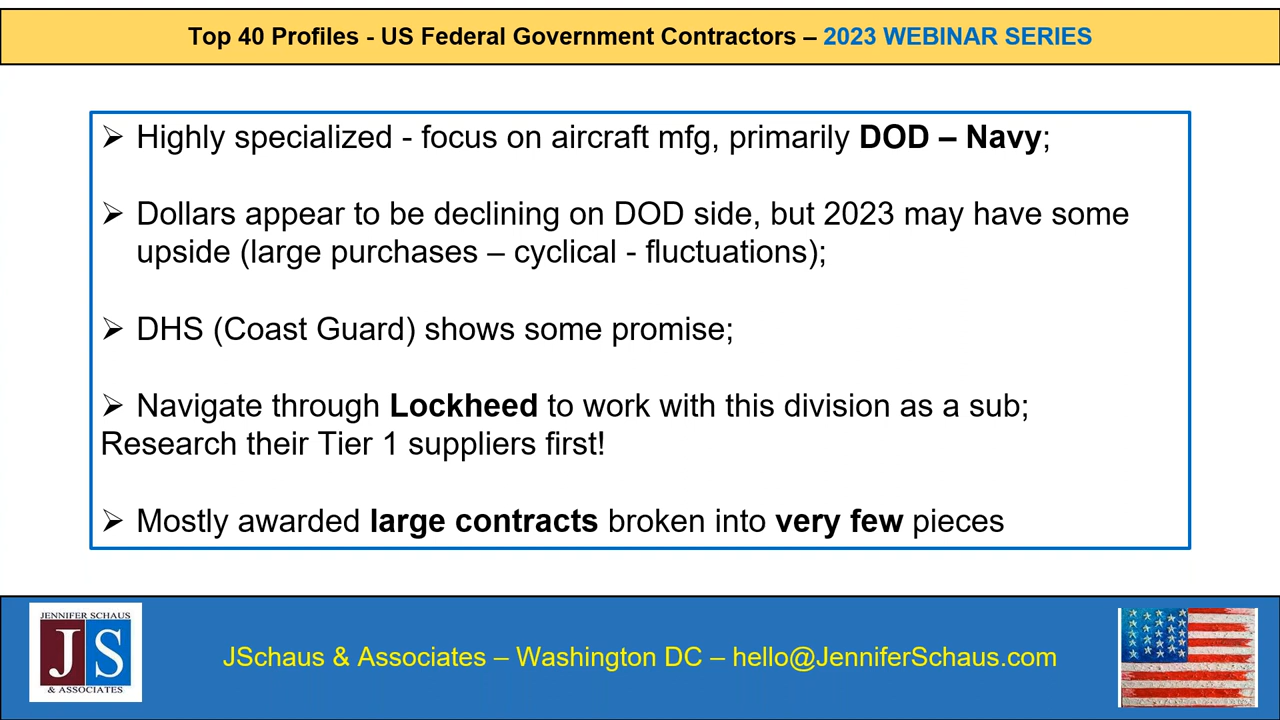 Top 40 Profiles - US Federal Government Contractors – 2023 WEBINAR SERIES
➢ Highly specialized - focus on aircraft mfg, primarily DOD – Navy;
➢ Dollars appear to be declining on DOD side, but 2023 may have some
upside (large purchases – cyclical - fluctuations);
➢ DHS (Coast Guard) shows some promise;
➢ Navigate through Lockheed to work with this division as a sub;
Research their Tier 1 suppliers first!
➢ Mostly awarded large contracts broken into very few pieces
JENNIFER SCHAUS
JS
& ASSOCIATES
JSchaus & Associates – Washington DC – hello@JenniferSchaus.com